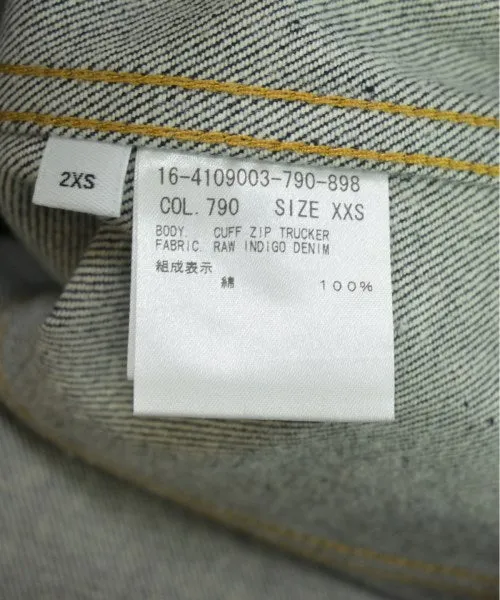 2XS
16-4109003-790-898
COL. 790 SIZE XXS
BODY. CUFF ZIP TRUCKER
FABRIC. RAW INDIGO DENIM
組成表示
綿 100%